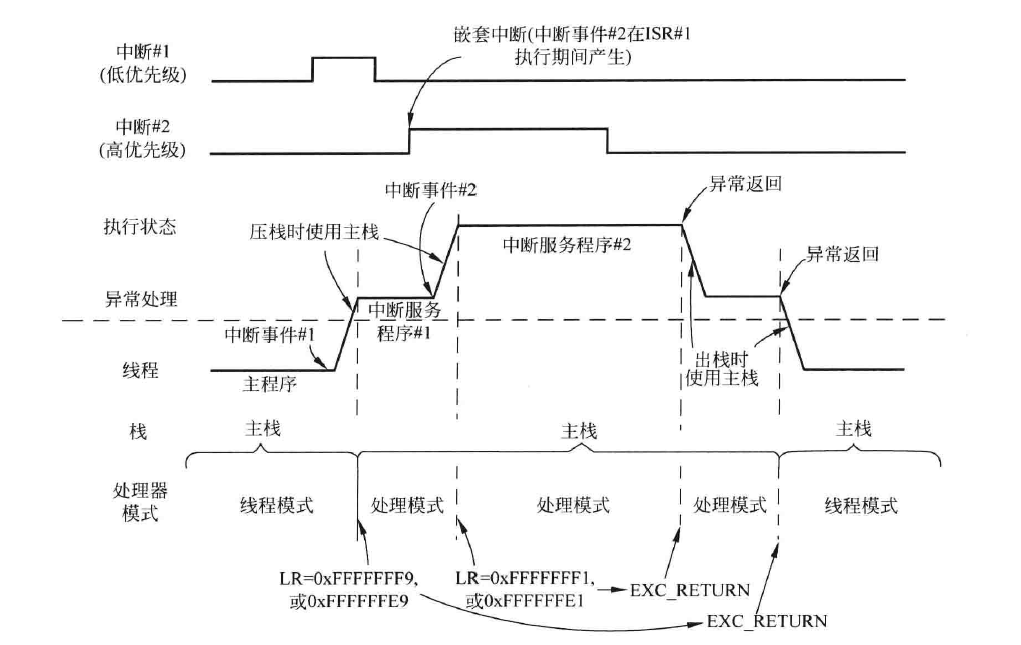 嵌套中断(中断事件#2在ISR#1
执行期间产生)
中断#1
(低优先级)
中断#2
(高优先级)
中断事件#2
异常返回
执行状态
压栈时使用主栈
中断服务程序#2
异常返回
异常处理
中断服务
程序#1
中断事件#1
出栈时
使用主栈
线程
主程序
栈
主栈
主栈
主栈
处理器
模式
线程模式
处理模式
处理模式
处理模式
线程模式
LR=0xFFFFFFF9,
或0xFFFFFFE9
LR=0xFFFFFFF1,
或0xFFFFFFE1
EXC_RETURN
EXC_RETURN